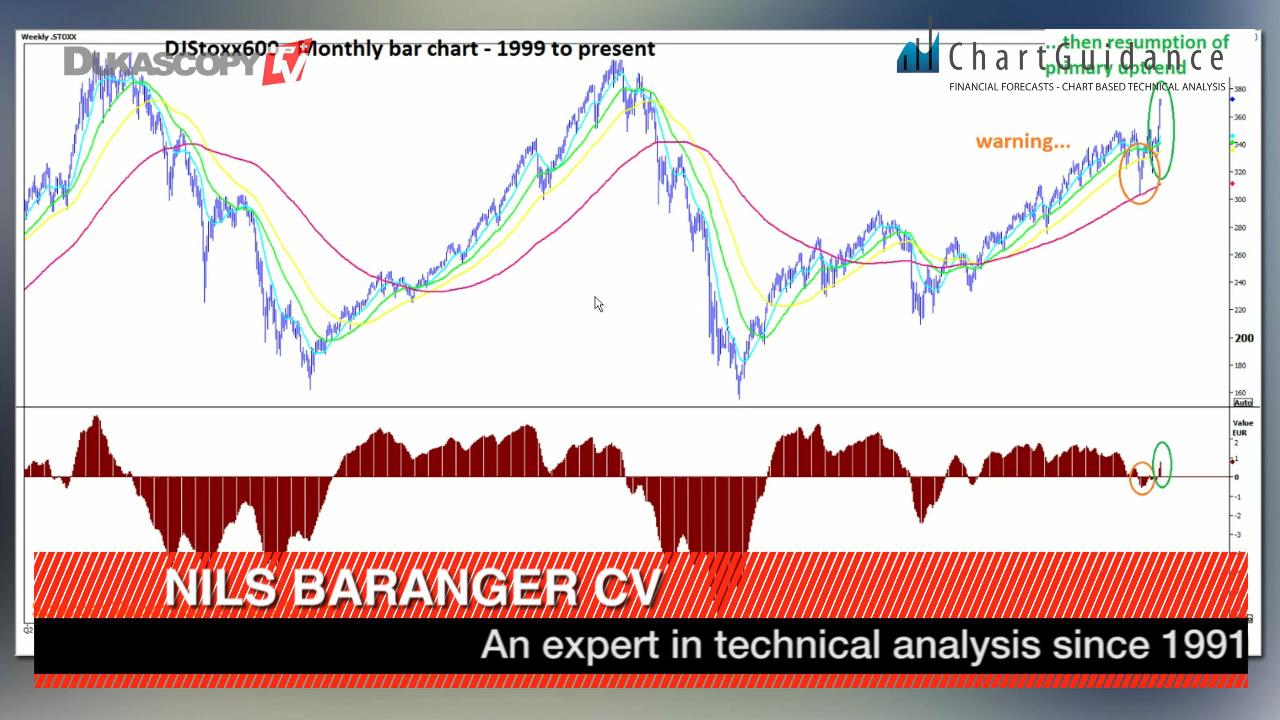 Weekly .STOXX
DJStoxx600 - Monthly bar chart - 1999 to present
DUKASCOPY TV
ChartGuidance
FINANCIAL FORECASTS - CHART BASED TECHNICAL ANALYSIS
... then resumption of
primary uptrend
warning...
380
360
340
320
300
280
260
240
220
200
180
160
Auto
Value
EUR
2
1
0
-1
-2
-3
Q2
NILS BARANGER CV
An expert in technical analysis since 1991